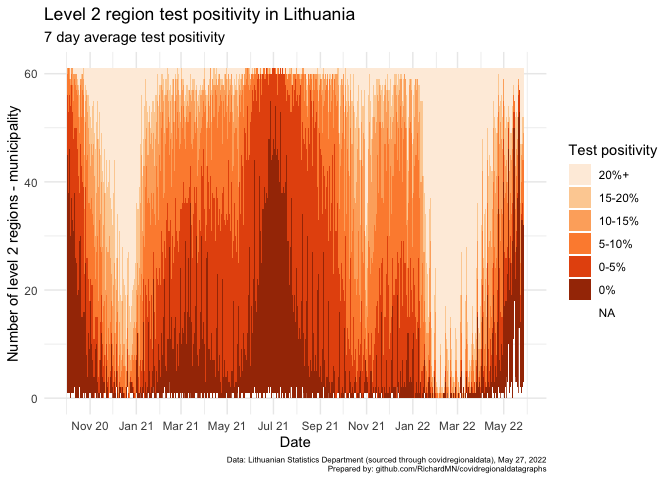 Level 2 region test positivity in Lithuania
7 day average test positivity
Number of level 2 regions - municipality
60
40
20
0
Nov 20 Jan 21 Mar 21 May 21 Jul 21 Sep 21 Nov 21 Jan 22 Mar 22 May 22
Date
Test positivity
20%+
15-20%
10-15%
5-10%
0-5%
0%
NA
Data: Lithuanian Statistics Department (sourced through covidregionaldata), May 27, 2022
Prepared by: github.com/RichardMN/covidregionaldatagraphs